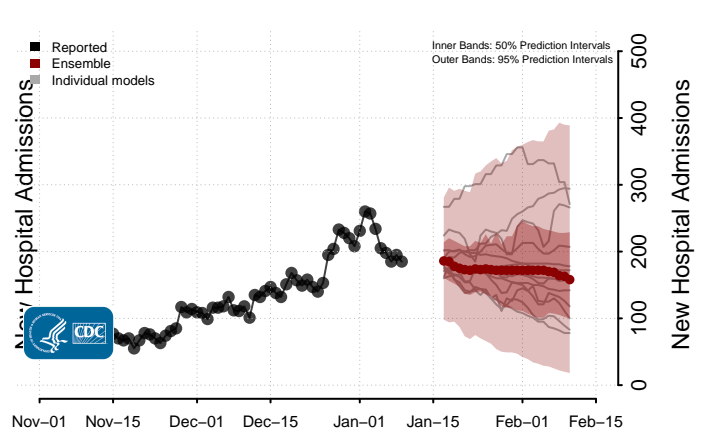 Reported
Ensemble
Individual models
Inner Bands: 50% Prediction Intervals
Outer Bands: 95% Prediction Intervals
New Hospital Admissions
CDC
0
100
200
300
400
500
New Hospital Admissions
Nov–01
Nov–15
Dec–01
Dec–15
Jan–01
Jan–15
Feb–01
Feb–15